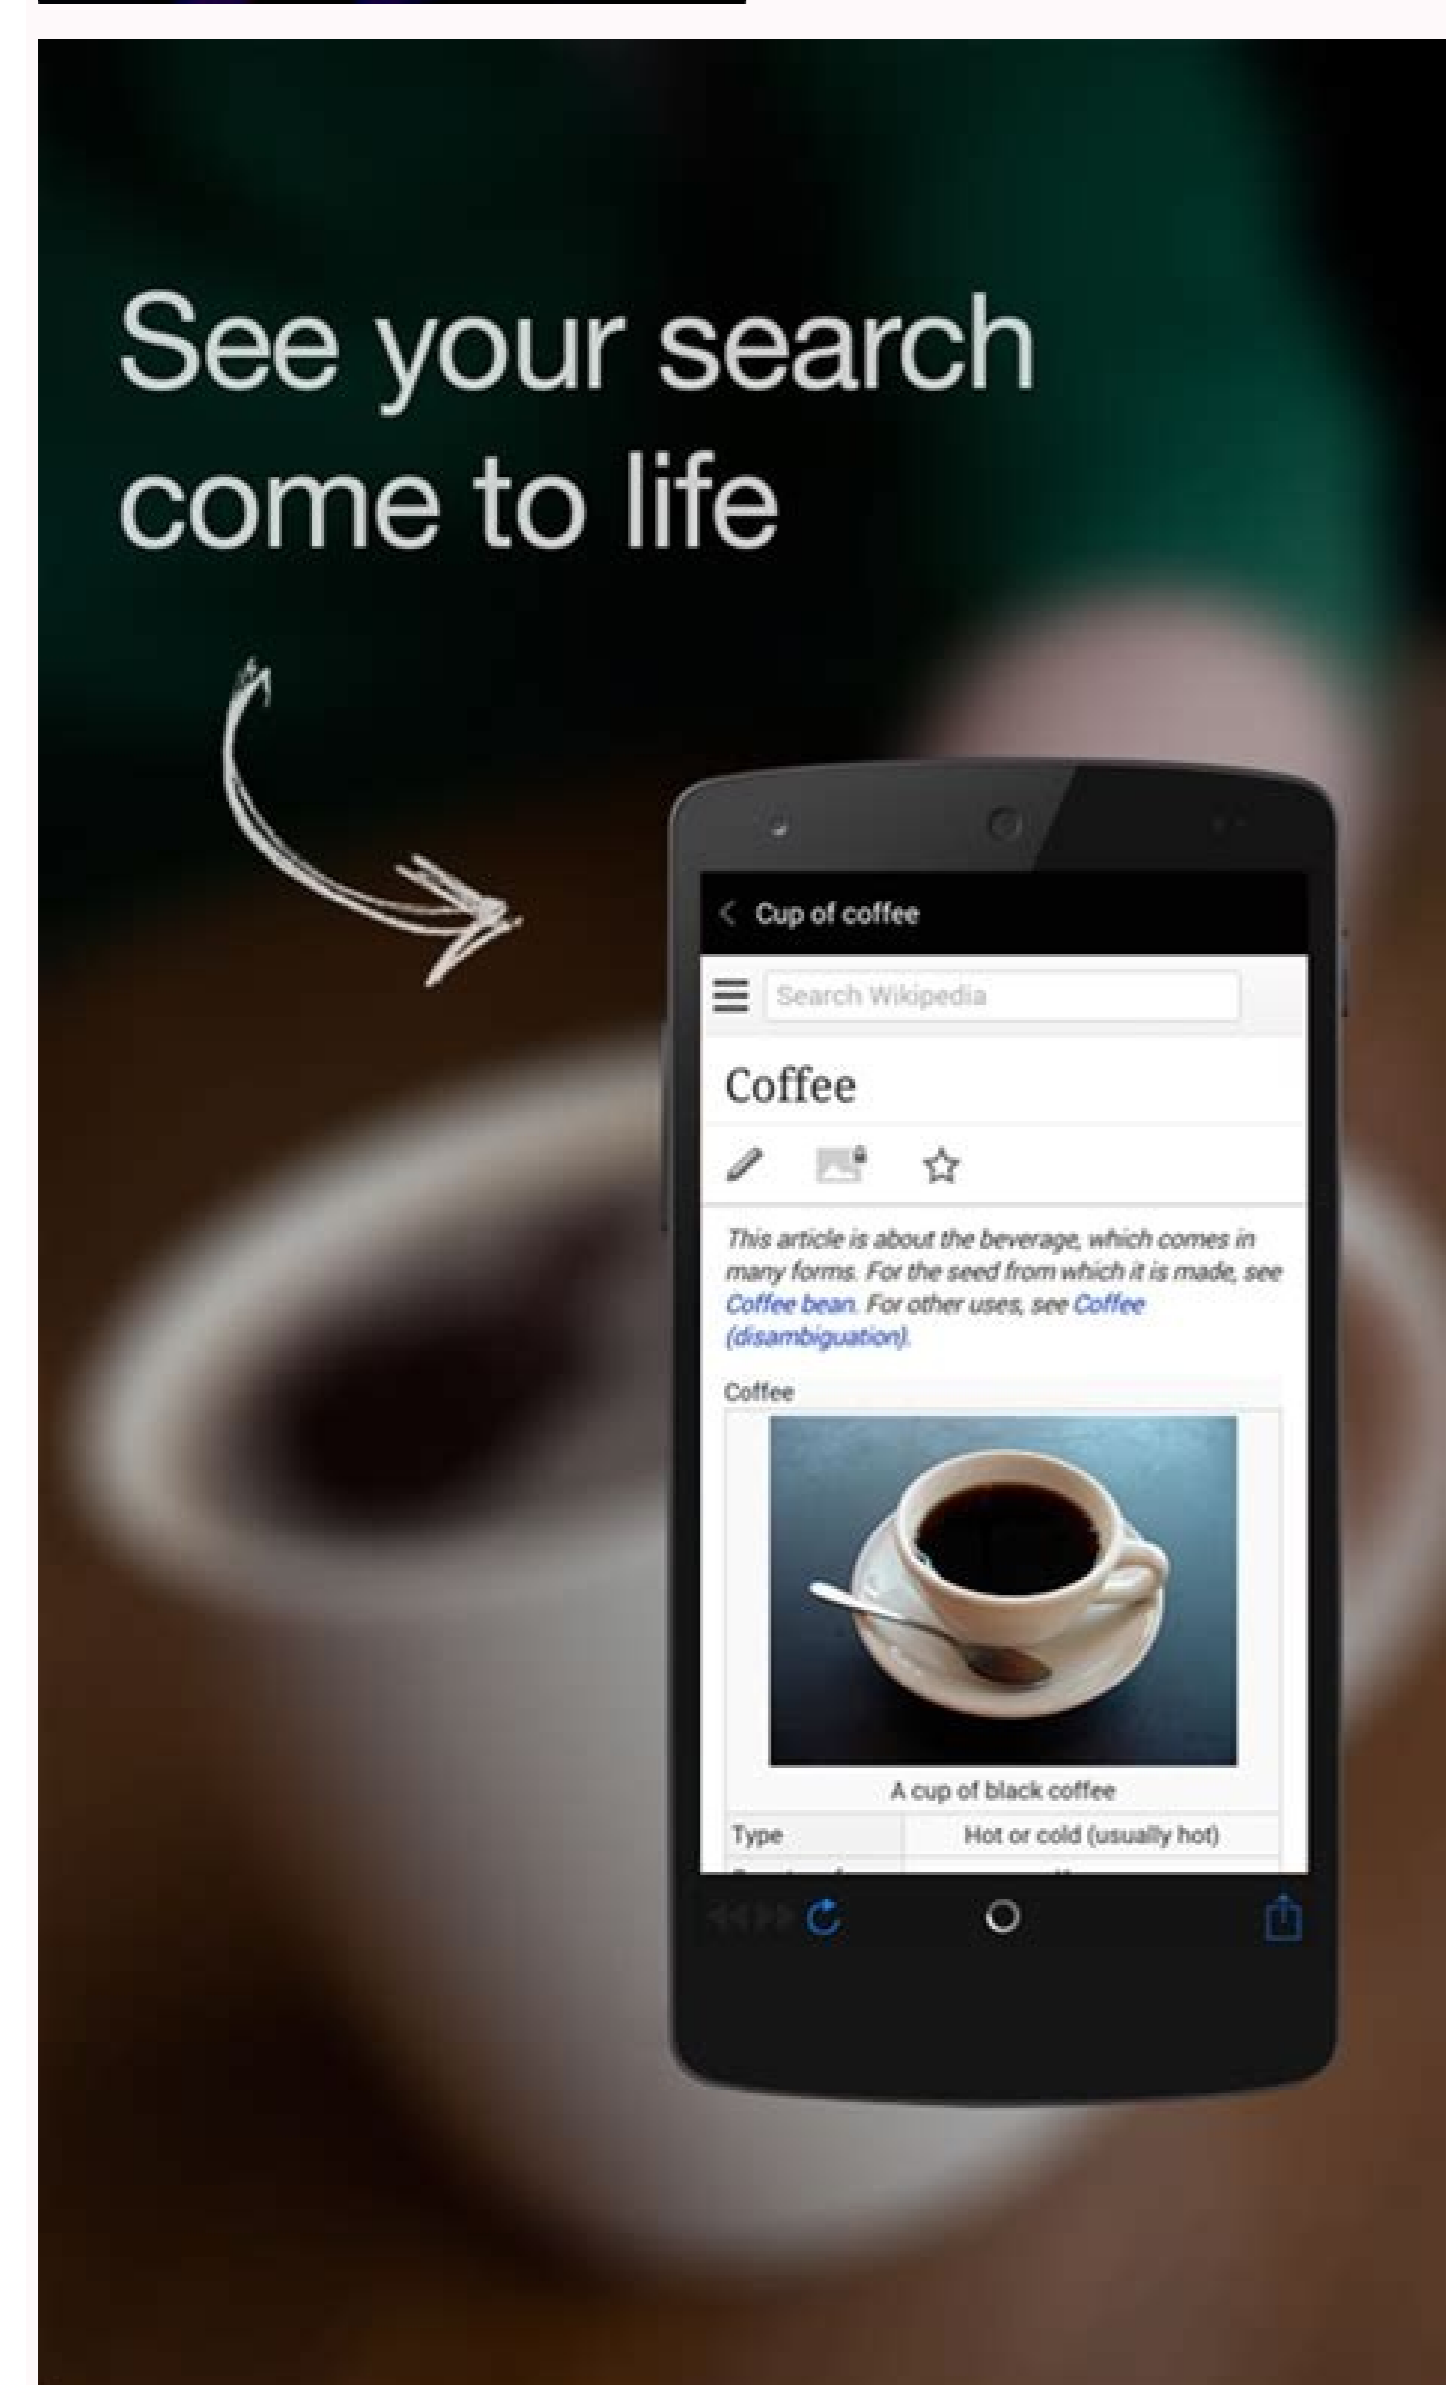 See your search
come to life
Cup of coffee
Search Wikipedia
Coffee
This article is about the beverage, which comes in
many forms. For the seed from which it is made, see
Coffee bean. For other uses, see Coffee
(disambiguation).
Coffee
A cup of black coffee
Type Hot or cold (usually hot)